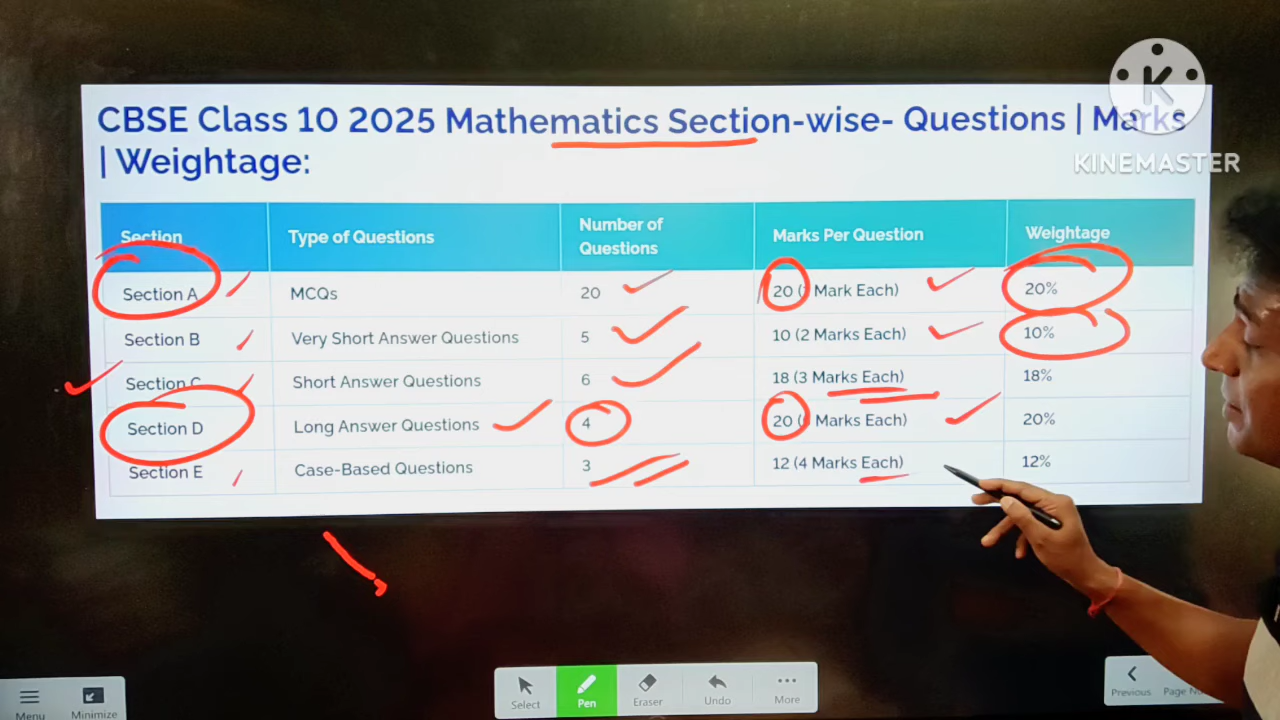 CBSE Class 10 2025 Mathematics Section-wise- Questions | Marks
| Weightage:
KINEMASTER
Section Type of Questions Number of Questions Marks Per Question Weightage
Section A MCQs 20 20 ( Mark Each) 20%
Section B Very Short Answer Questions 5 10 (2 Marks Each) 10%
Section C Short Answer Questions 6 18 (3 Marks Each) 18%
Section D Long Answer Questions 4 20 ( Marks Each) 20%
Section E Case-Based Questions 3 12 (4 Marks Each) 12%
Menu Minimize Select Pen Eraser Undo More Previous Page